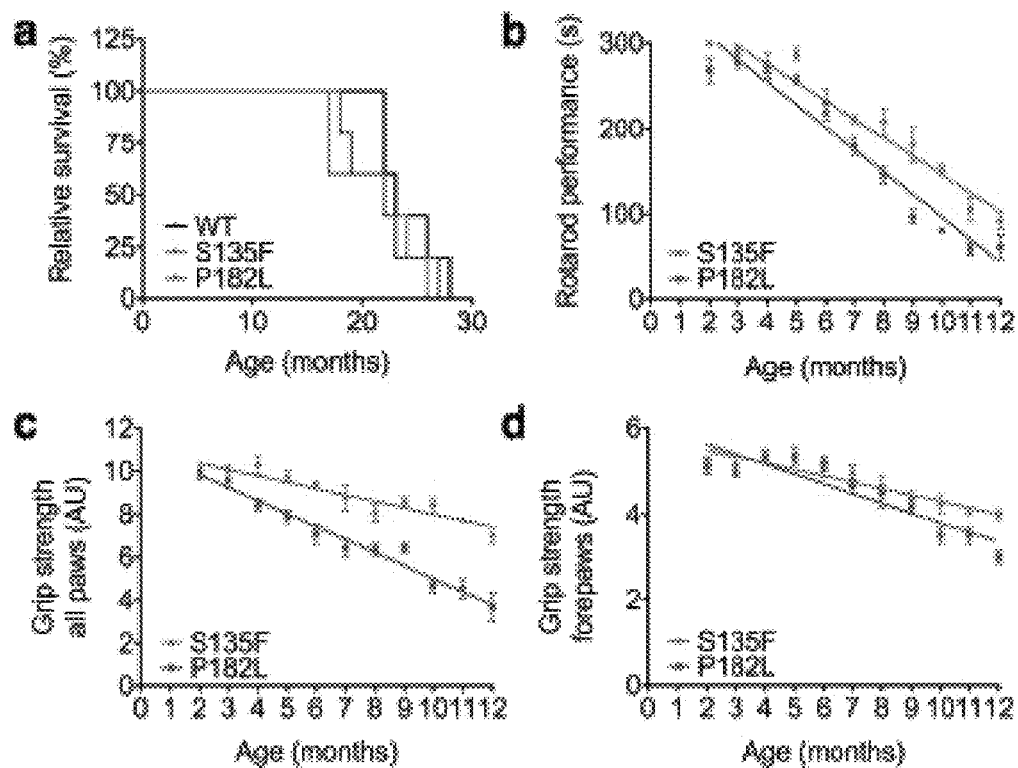 a
Relative survival (%)
125
100
75
50
25
0
WT
S135F
P182L
0 10 20 30
Age (months)
b
Rotarod performance (s)
300
200
100
0
S135F
P182L
0 1 2 3 4 5 6 7 8 9 10 11 12
Age (months)
c
Grip strength
all paws (AU)
12
10
8
6
4
2
0
S135F
P182L
0 1 2 3 4 5 6 7 8 9 10 11 12
Age (months)
d
Grip strength
forepaws (AU)
6
4
2
0
S135F
P182L
0 1 2 3 4 5 6 7 8 9 10 11 12
Age (months)